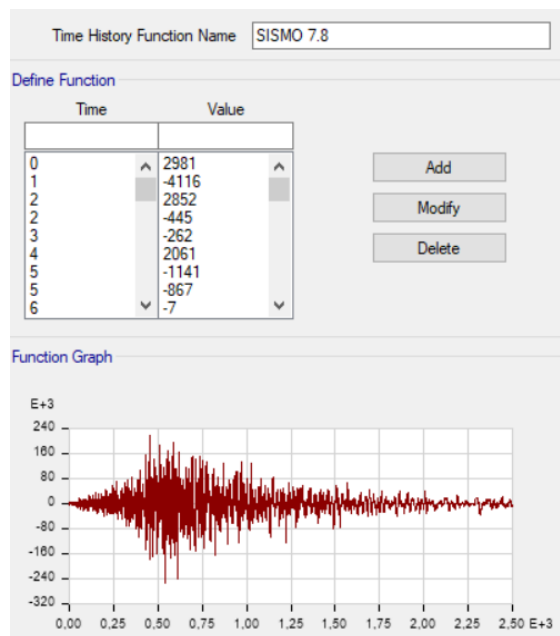 Time History Function Name SISMO 7.8
Define Function
Time Value
0 2981
1 -4116
2 2852
2 -445
3 -262
4 2061
5 -1141
5 -867
6 -7
Add
Modify
Delete
Function Graph
E+3
240
160
80
0
-80
-160
-240
-320
0,00 0,25 0,50 0,75 1,00 1,25 1,50 1,75 2,00 2,25 2,50 E+3